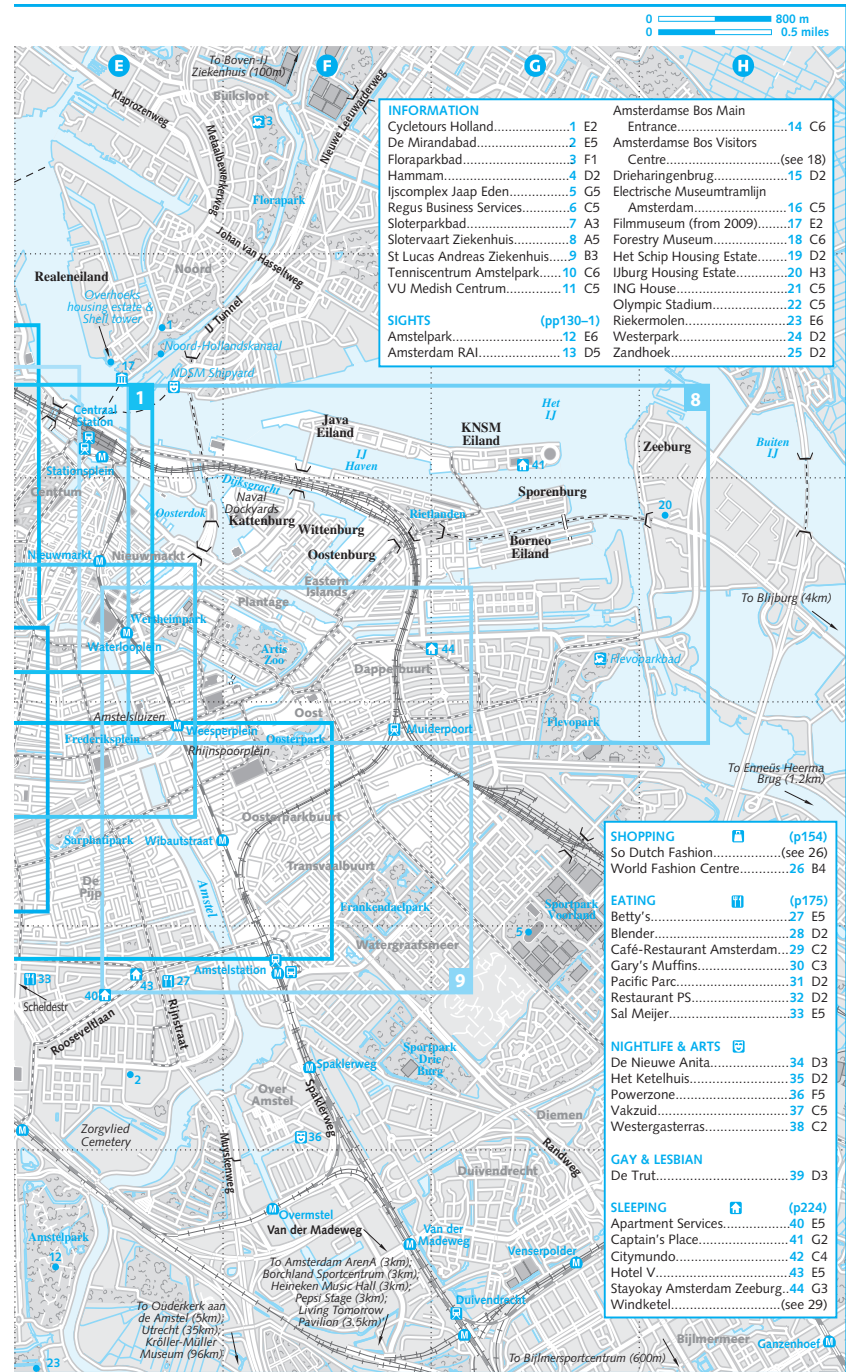 0 800 m
0 0.5 miles
E
F
G
H
To Boven-IJ
Ziekenhuis (100m)
Klaprozenweg
Buiksloot
Metaalbewerkerweg
Nieuwe Leeuwarderweg
3
Florapark
Johan van Hasseltweg
Noord
Realeneiland
Overhoeks
housing estate &
Shell tower
IJ Tunnel
1
Noord-Hollandskanaal
17
NDSM Shipyard
INFORMATION
Cycletours Holland 1 E2
De Mirandabad 2 E5
Floraparkbad 3 F1
Hammam 4 D2
Ijscomplex Jaap Eden 5 G5
Regus Business Services 6 C5
Sloterparkbad 7 A3
Slotervaart Ziekenhuis 8 A5
St Lucas Andreas Ziekenhuis 9 B3
Tenniscentrum Amstelpark 10 C6
VU Medish Centrum 11 C5
SIGHTS (pp130–1)
Amstelpark 12 E6
Amsterdam RAI 13 D5
Amsterdamse Bos Main
Entrance 14 C6
Amsterdamse Bos Visitors
Centre (see 18)
Drieharingenbrug 15 D2
Electrische Museumtramlijn
Amsterdam 16 C5
Filmmuseum (from 2009) 17 E2
Forestry Museum 18 C6
Het Schip Housing Estate 19 D2
IJburg Housing Estate 20 H3
ING House 21 C5
Olympic Stadium 22 C5
Riekermolen 23 E6
Westerpark 24 D2
Zandhoek 25 D2
1
8
Centraal
Station
Stationsplein
Centrum
Java
Eiland
IJ
Haven
KNSM
Eiland
Het
IJ
41
Zeeburg
Buiten
IJ
Dijksgracht
Naval
Dockyards
Oosterdok
Kattenburg
Wittenburg
Oostenburg
Rietlanden
Sporenburg
Borneo
Eiland
20
Nieuwmarkt
Nieuwmarkt
Eastern
Islands
Plantage
Wertheimpark
Waterlooplein
Artis
Zoo
Dapperbuurt
44
Flevoparkbad
To Blijburg (4km)
Amstelsluizen
Weesperplein
Oost
Frederiksplein
Rhijnspoorplein
Oosterpark
Muiderpoort
Flevopark
To Enneüs Heerma
Brug (1.2km)
Oosterparkbuurt
Sarphatipark
Wibautstraat
Transvaalbuurt
De
Pijp
Amstel
Frankendaelpark
Watergraafsmeer
Sportpark
Voorland
5
Amstelstation
9
33
43
27
40
Scheldestr
Rooseveltlaan
Rijnstraat
2
Spaklerweg
Sportpark
Drie
Burg
Over
Amstel
Spaklerweg
Zorgvlied
Cemetery
Muyskenweg
36
Diemen
Randweg
Duivendrecht
Overmstel
Van der Madeweg
Van der
Madeweg
Amstelpark
12
Venserpolder
To Amsterdam ArenA (3km);
Borchland Sportcentrum (3km);
Heineken Music Hall (3km);
Pepsi Stage (3km);
Living Tomorrow
Pavilion (3.5km)
To Ouderkerk aan
de Amstel (5km);
Utrecht (35km);
Kröller-Müller
Museum (96km)
Duivendrecht
23
To Bijlmersportcentrum (600m)
Bijlmermeer
Ganzenhoef
SHOPPING (p154)
So Dutch Fashion (see 26)
World Fashion Centre 26 B4
EATING (p175)
Betty's 27 E5
Blender 28 D2
Café-Restaurant Amsterdam 29 C2
Gary's Muffins 30 C3
Pacific Parc 31 D2
Restaurant PS 32 D2
Sal Meijer 33 E5
NIGHTLIFE & ARTS
De Nieuwe Anita 34 D3
Het Ketelhuis 35 D2
Powerzone 36 F5
Vakzuid 37 C5
Westergasterras 38 C2
GAY & LESBIAN
De Trut 39 D3
SLEEPING (p224)
Apartment Services 40 E5
Captain's Place 41 G2
Citymundo 42 C4
Hotel V 43 E5
Stayokay Amsterdam Zeeburg 44 G3
Windketel (see 29)